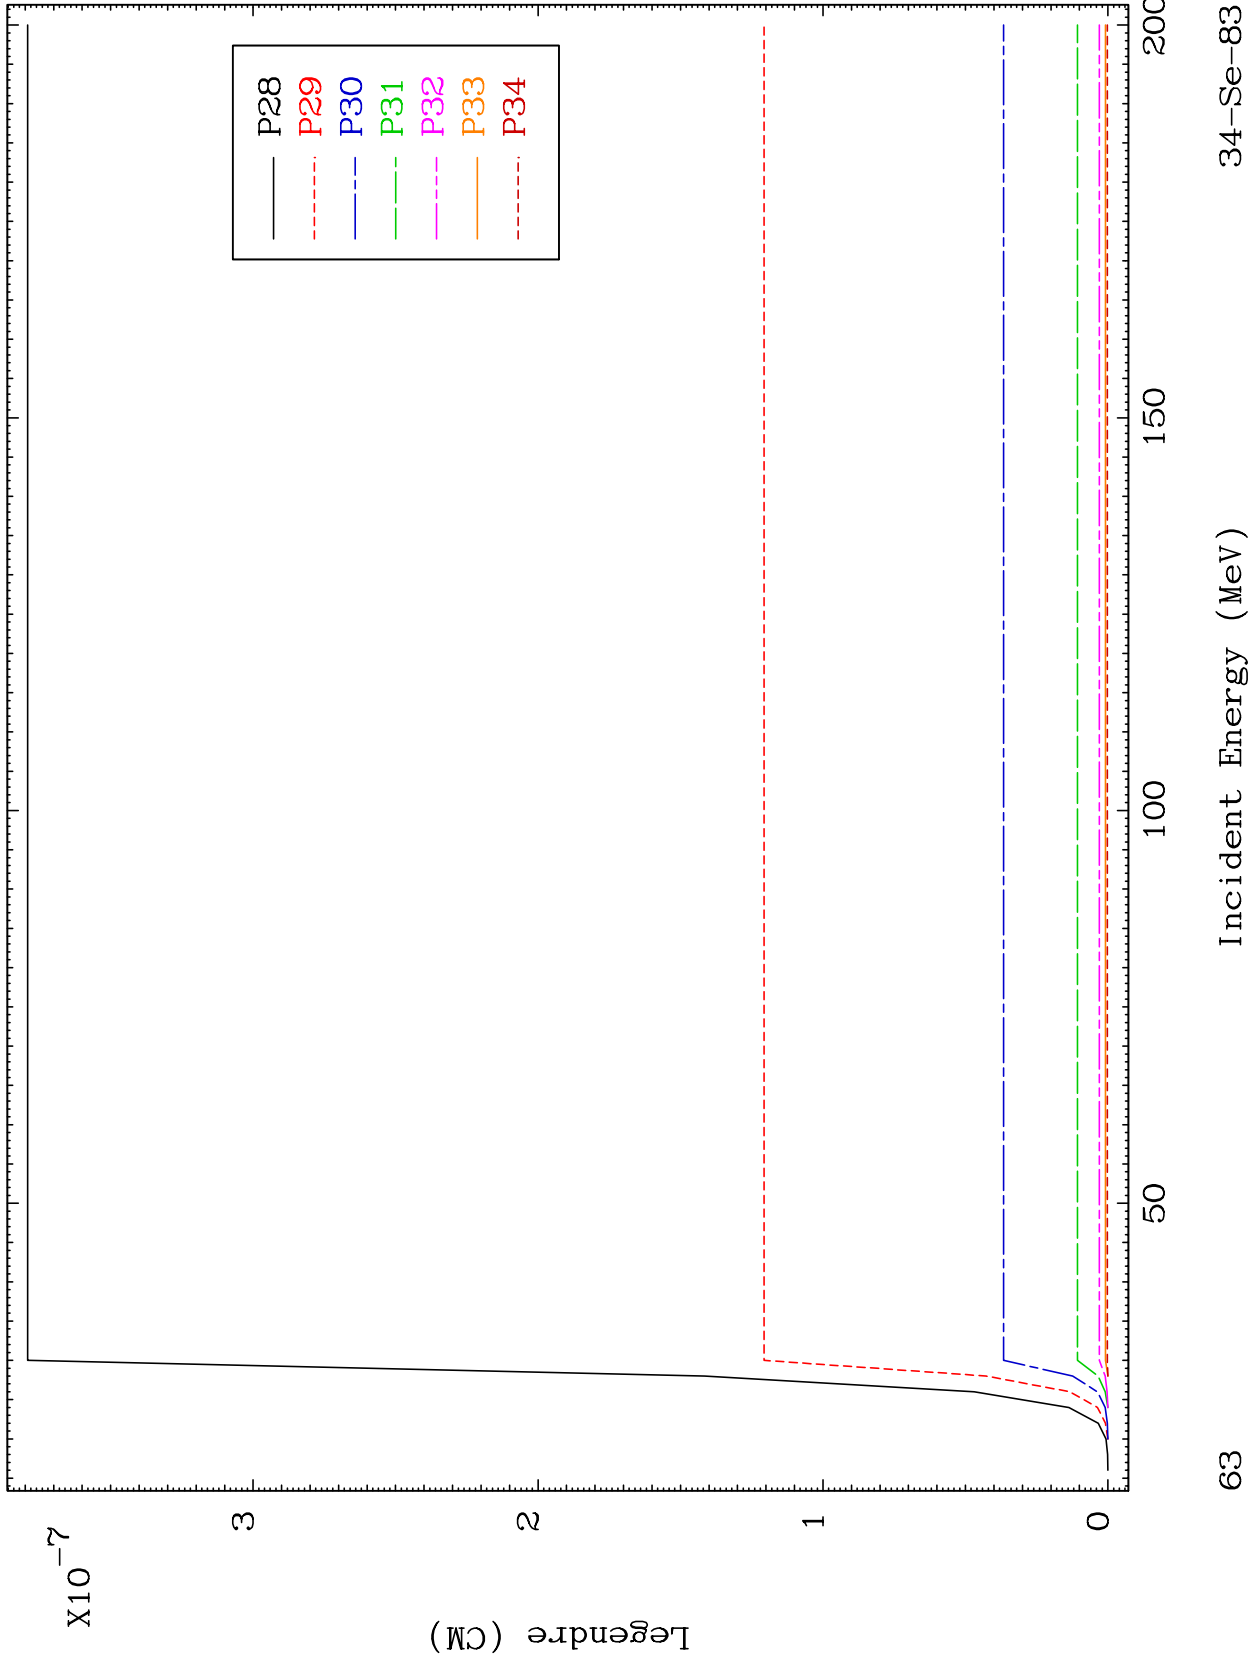 X10-7
Legendre (CM)
3
2
1
0
P28
P29
P30
P31
P32
P33
P34
50
100
150
200
Incident Energy (MeV)
63
34-Se-83